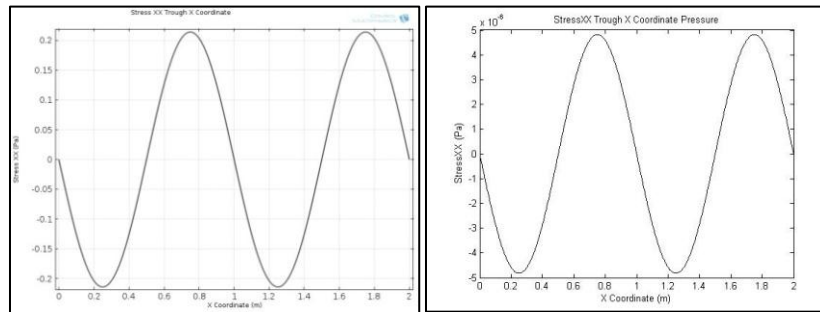 Stress XX Trough X Coordinate
0.2
0.15
0.1
0.05
0
-0.05
-0.1
-0.15
-0.2
Stress XX (Pa)
0 0.2 0.4 0.6 0.8 1 1.2 1.4 1.6 1.8 2
X Coordinate (m)
StressXX Trough X Coordinate Pressure
x 10⁻⁶
5
4
3
2
1
0
-1
-2
-3
-4
-5
StressXX (Pa)
0 0.2 0.4 0.6 0.8 1 1.2 1.4 1.6 1.8 2
X Coordinate (m)